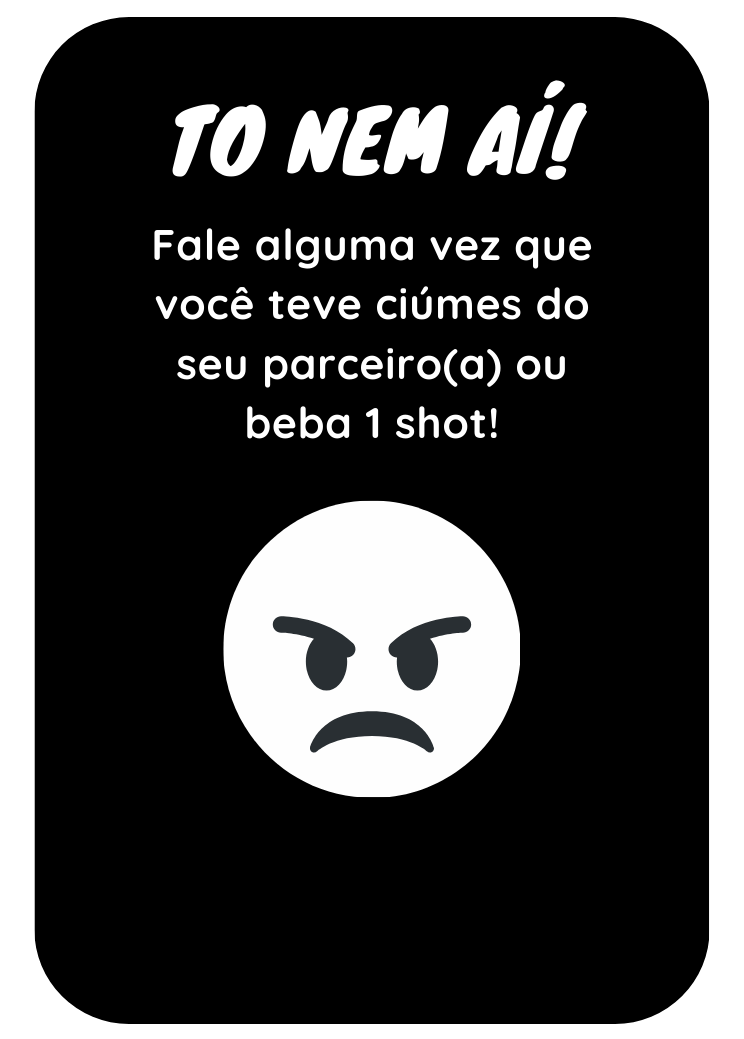 TO NEM AÍ!
Fale alguma vez que
você teve ciúmes do
seu parceiro(a) ou
beba 1 shot!